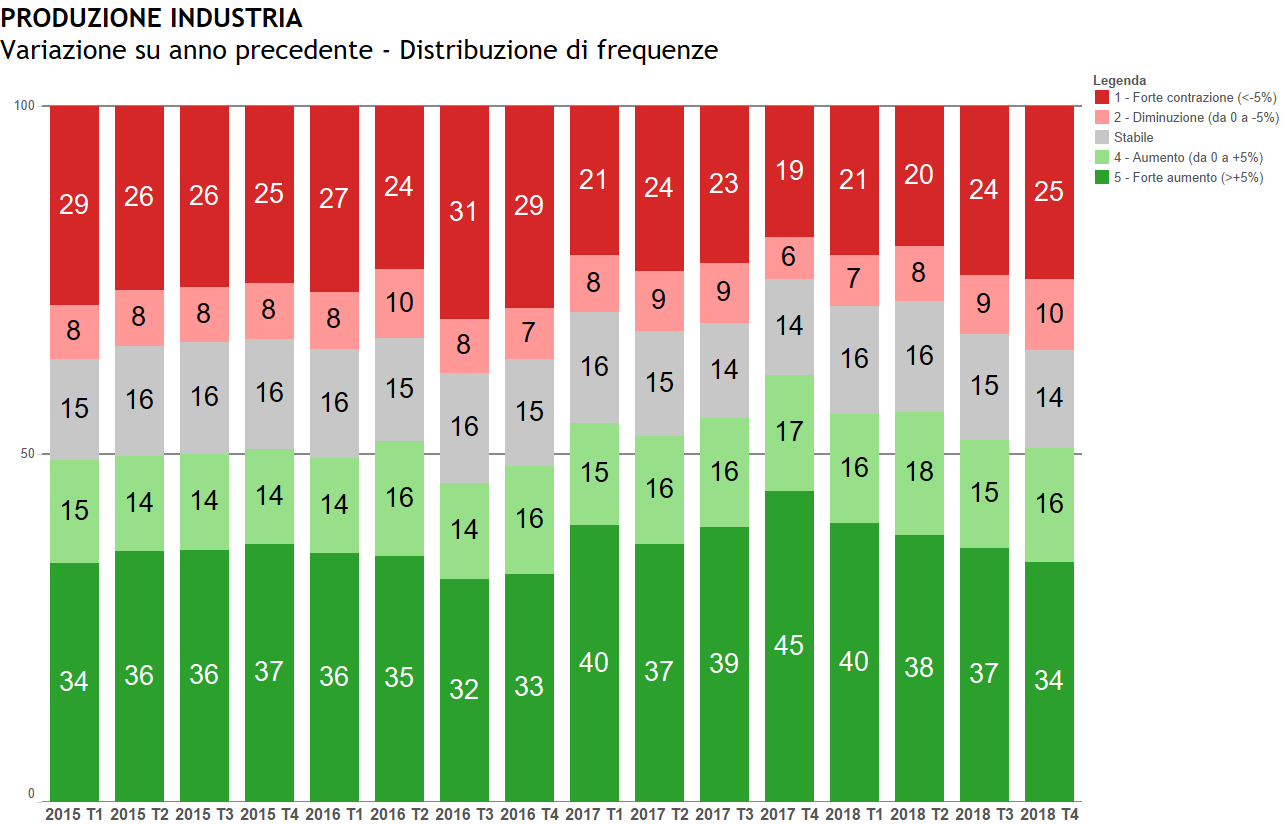 PRODUZIONE INDUSTRIA
Variazione su anno precedente - Distribuzione di frequenze
Legenda
1 - Forte contrazione (<-5%)
2 - Diminuzione (da 0 a -5%)
Stabile
4 - Aumento (da 0 a +5%)
5 - Forte aumento (>+5%)
100
29 26 26 25 27 24 31 29 21 24 23 19 21 20 24 25
8 8 8 8 8 10 8 7 8 9 9 6 7 8 9 10
15 16 16 16 16 15 16 15 16 15 14 14 16 16 15 14
50
15 14 14 14 14 16 14 16 15 16 16 17 16 18 15 16
34 36 36 37 36 35 32 33 40 37 39 45 40 38 37 34
0
2015 T1 2015 T2 2015 T3 2015 T4 2016 T1 2016 T2 2016 T3 2016 T4 2017 T1 2017 T2 2017 T3 2017 T4 2018 T1 2018 T2 2018 T3 2018 T4